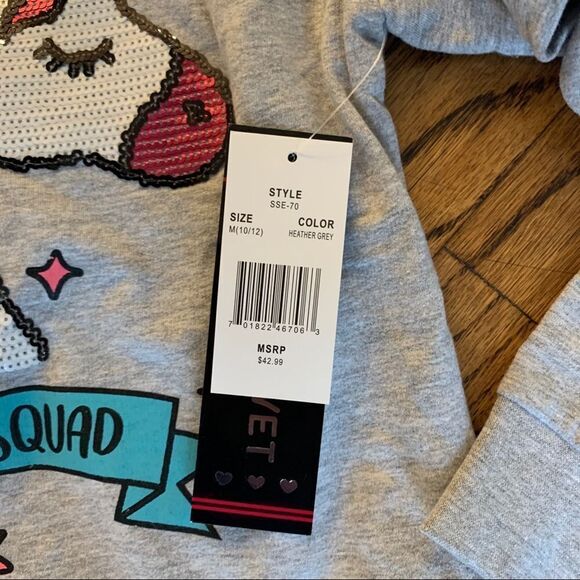 STYLE
SSE-70
SIZE COLOR
M(10/12) HEATHER GREY
7 01822 46706 3
MSRP
$42.99
SQUAD